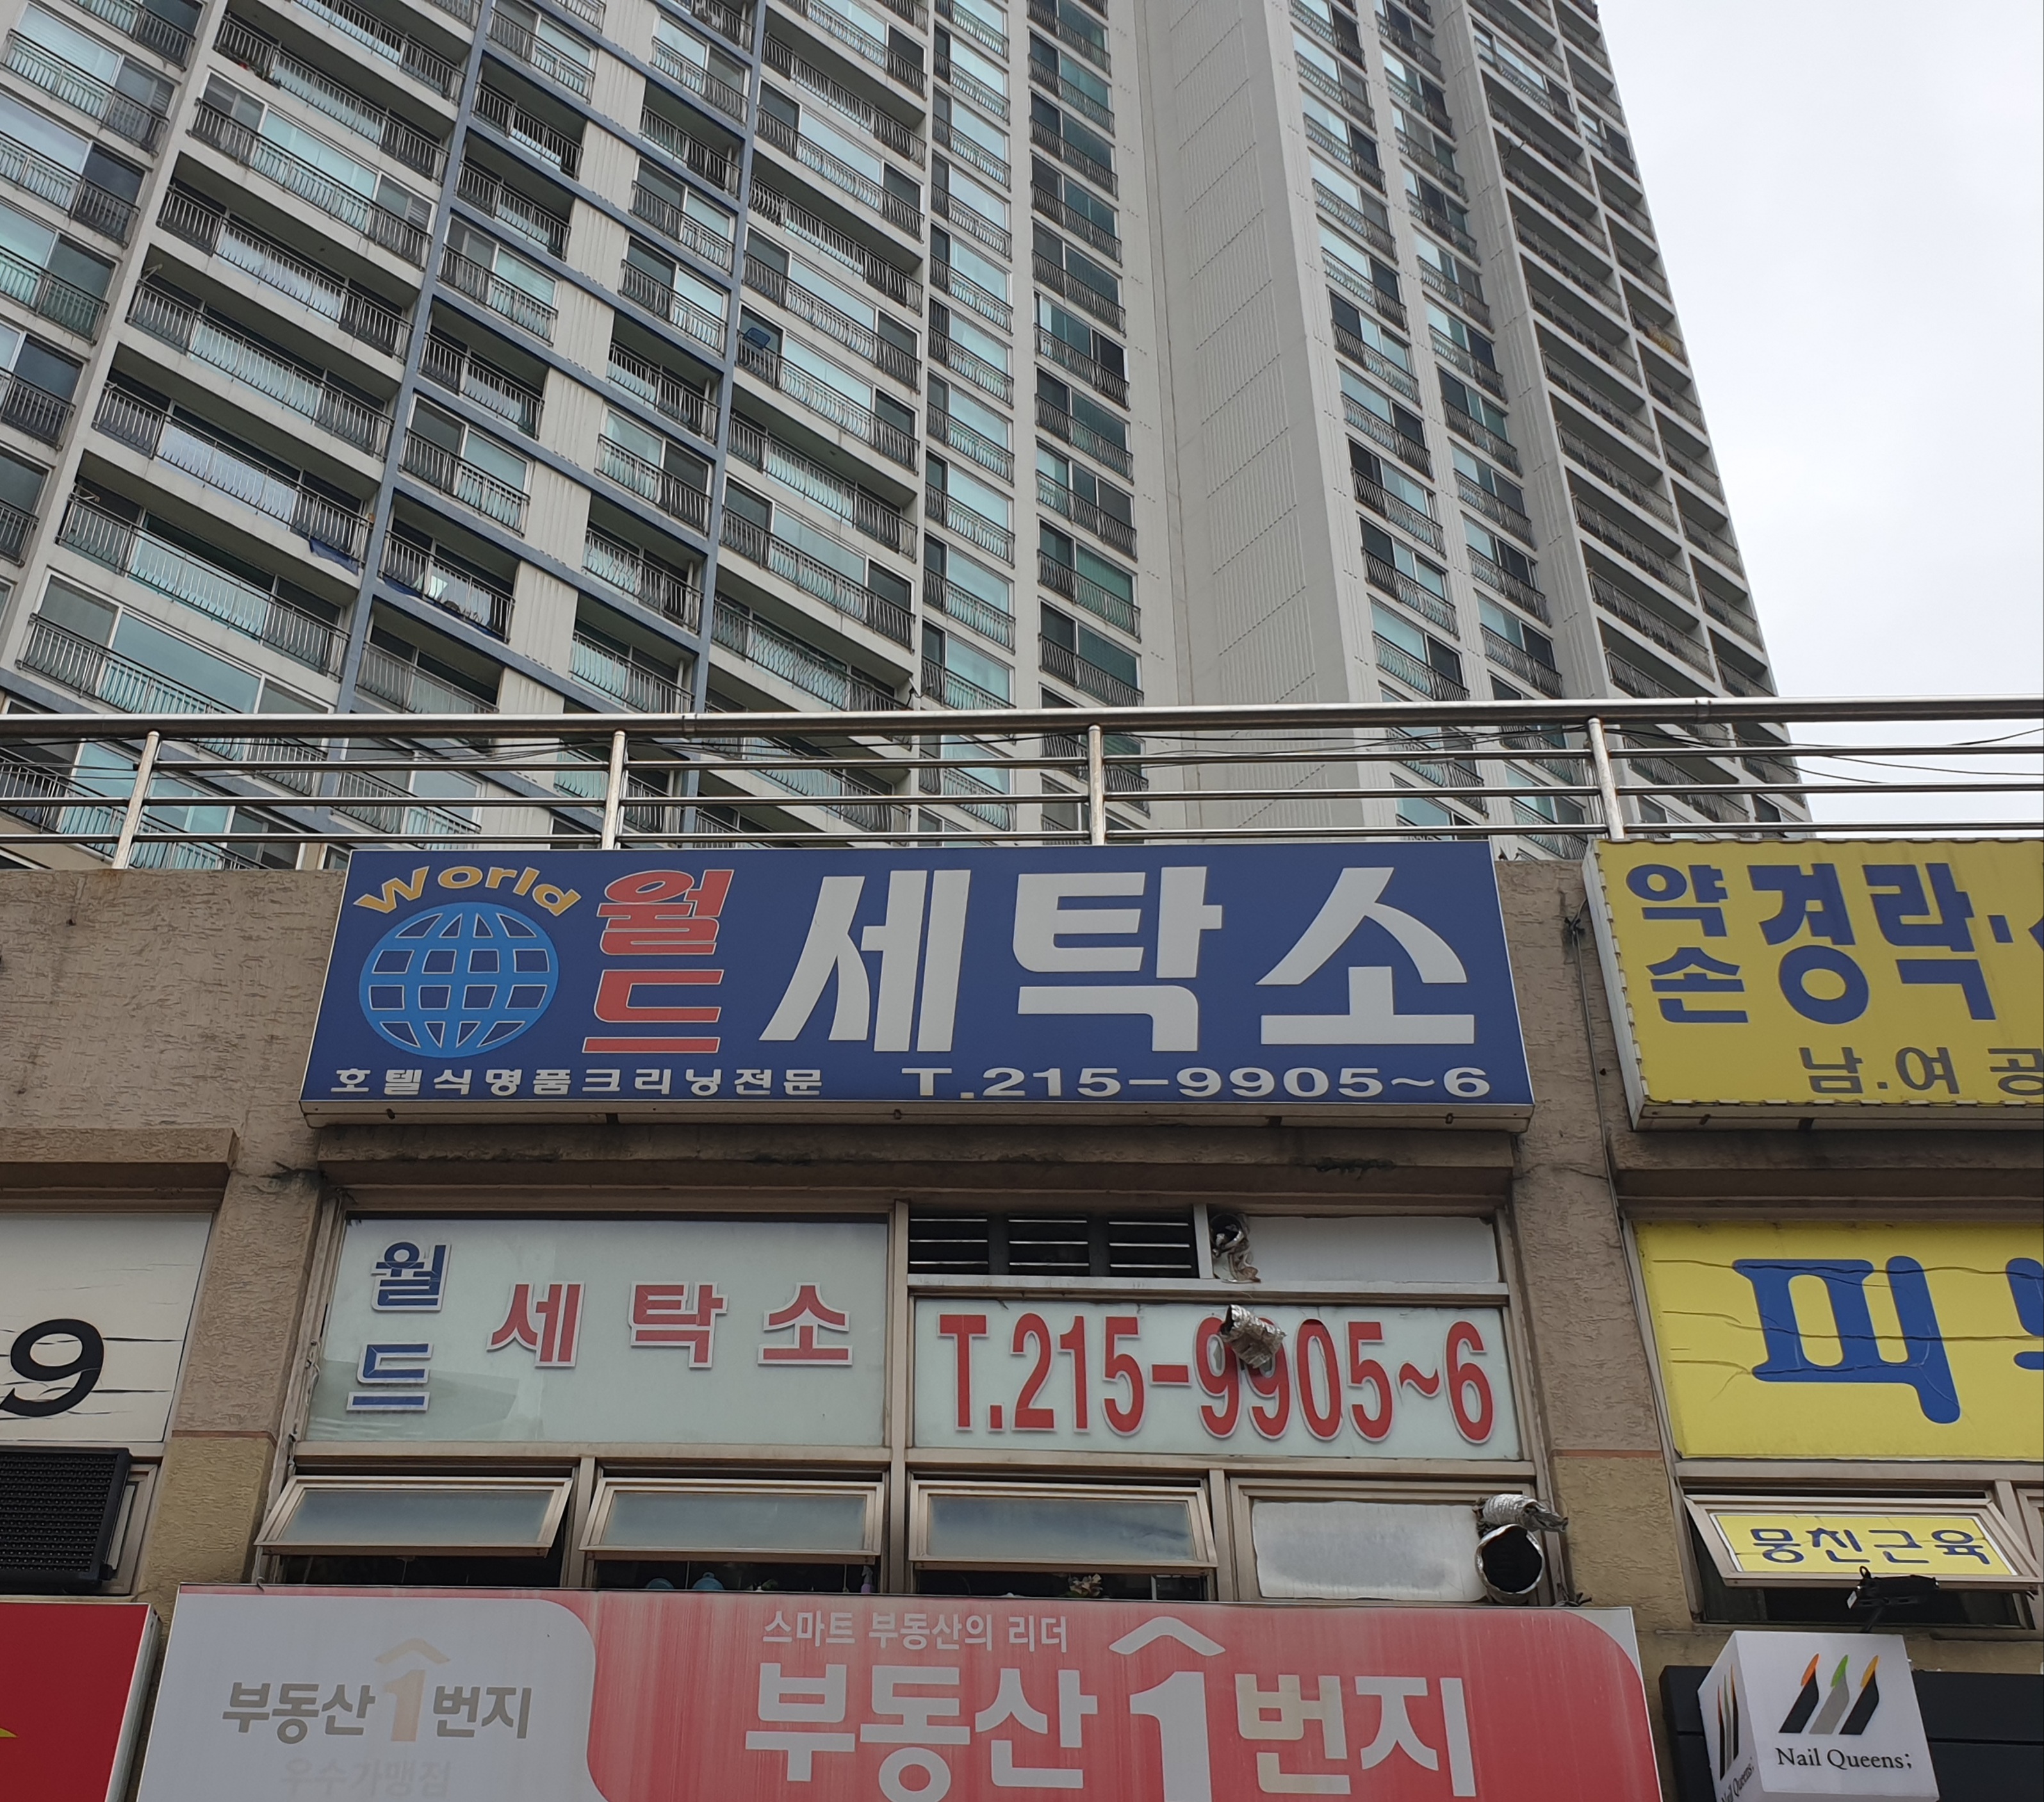 World
월드 세탁소
호텔식명품크리닝전문 T.215-9905~6
약손 경락·
남.여 공
9
월드 세탁소
T.215-9905~6
피
뭉친근육
스마트 부동산의 리더
부동산1번지
부동산1번지
우수가맹점
Nail Queens;
Nail Queens;